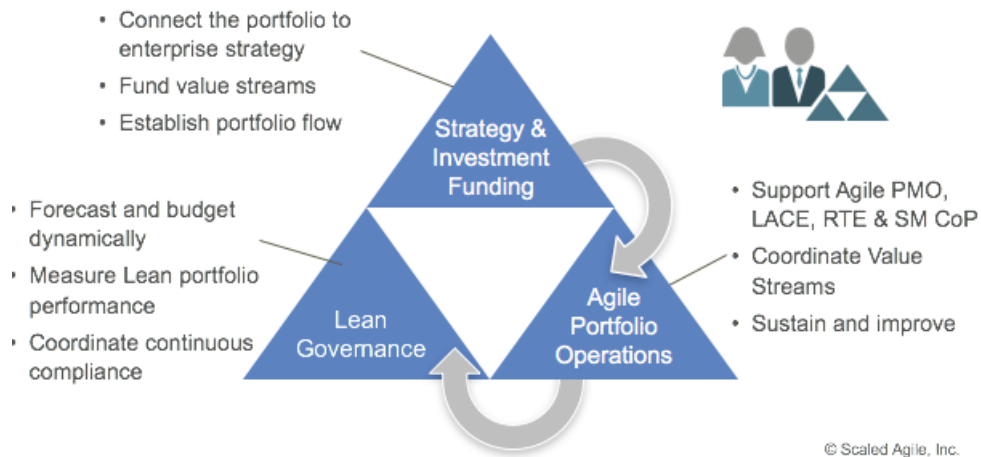 • Connect the portfolio to
enterprise strategy
• Fund value streams
• Establish portfolio flow
Strategy &
Investment
Funding
• Forecast and budget
dynamically
• Measure Lean portfolio
performance
• Coordinate continuous
compliance
Lean
Governance
Agile
Portfolio
Operations
• Support Agile PMO,
LACE, RTE & SM CoP
• Coordinate Value
Streams
• Sustain and improve
© Scaled Agile, Inc.